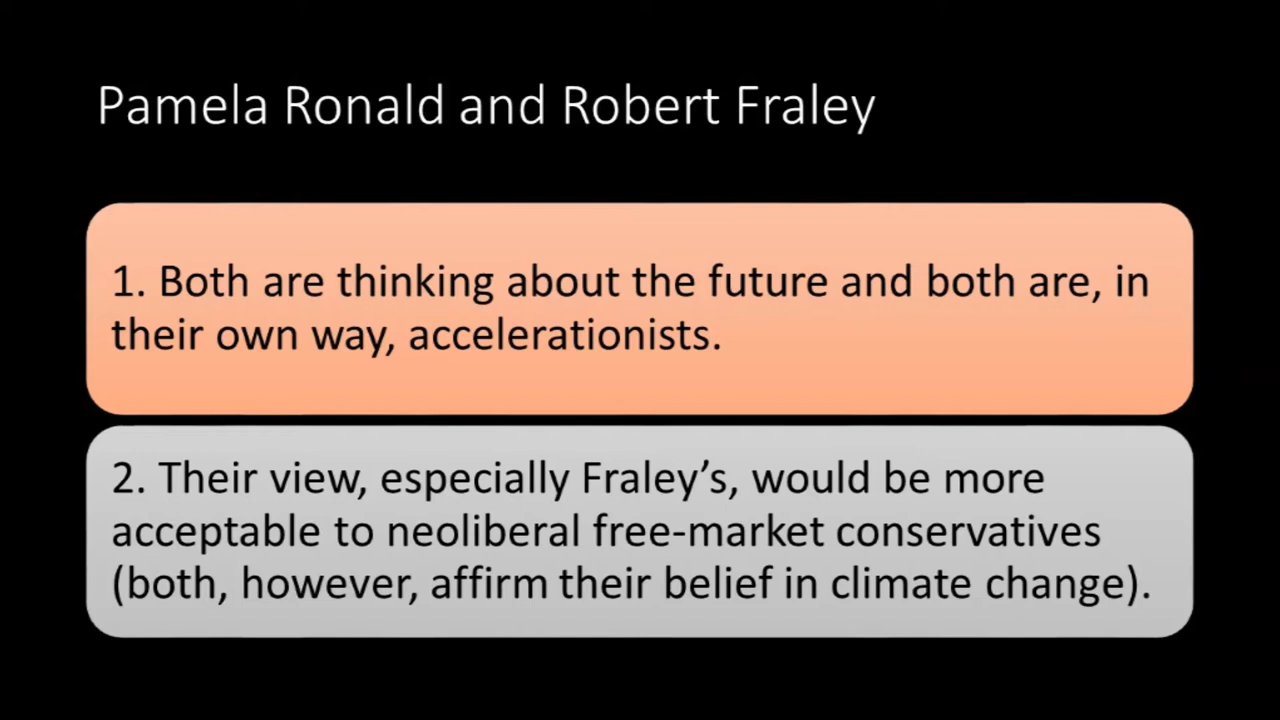 Pamela Ronald and Robert Fraley
1. Both are thinking about the future and both are, in
their own way, accelerationists.
2. Their view, especially Fraley’s, would be more
acceptable to neoliberal free-market conservatives
(both, however, affirm their belief in climate change).